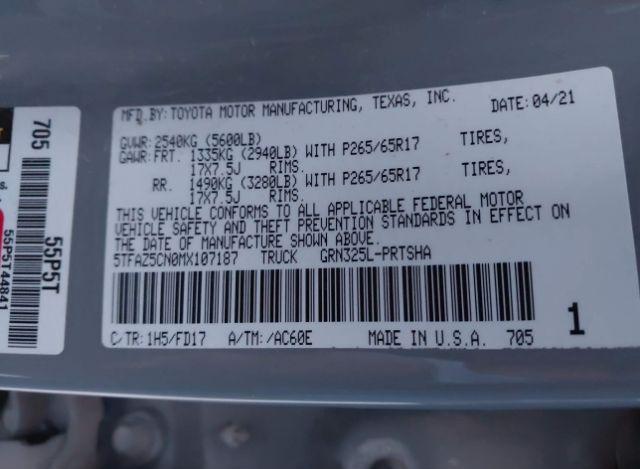 MFD.BY: TOYOTA MOTOR MANUFACTURING, TEXAS, INC. DATE: 04/21
GVWR: 2540KG (5600LB)
GAWR: FRT. 1335KG (2940LB) WITH P265/65R17 TIRES,
17X7.5J RIMS.
RR. 1490KG (3280LB) WITH P265/65R17 TIRES,
17X7.5J RIMS.
THIS VEHICLE CONFORMS TO ALL APPLICABLE FEDERAL MOTOR
VEHICLE SAFETY AND THEFT PREVENTION STANDARDS IN EFFECT ON
THE DATE OF MANUFACTURE SHOWN ABOVE.
5TFAZ5CN0MX107187 TRUCK GRN325L-PRTSHA
C/TR: 1H5/FD17 A/TM: /AC60E MADE IN U.S.A. 705
1
705
55P5T
55P5T44841